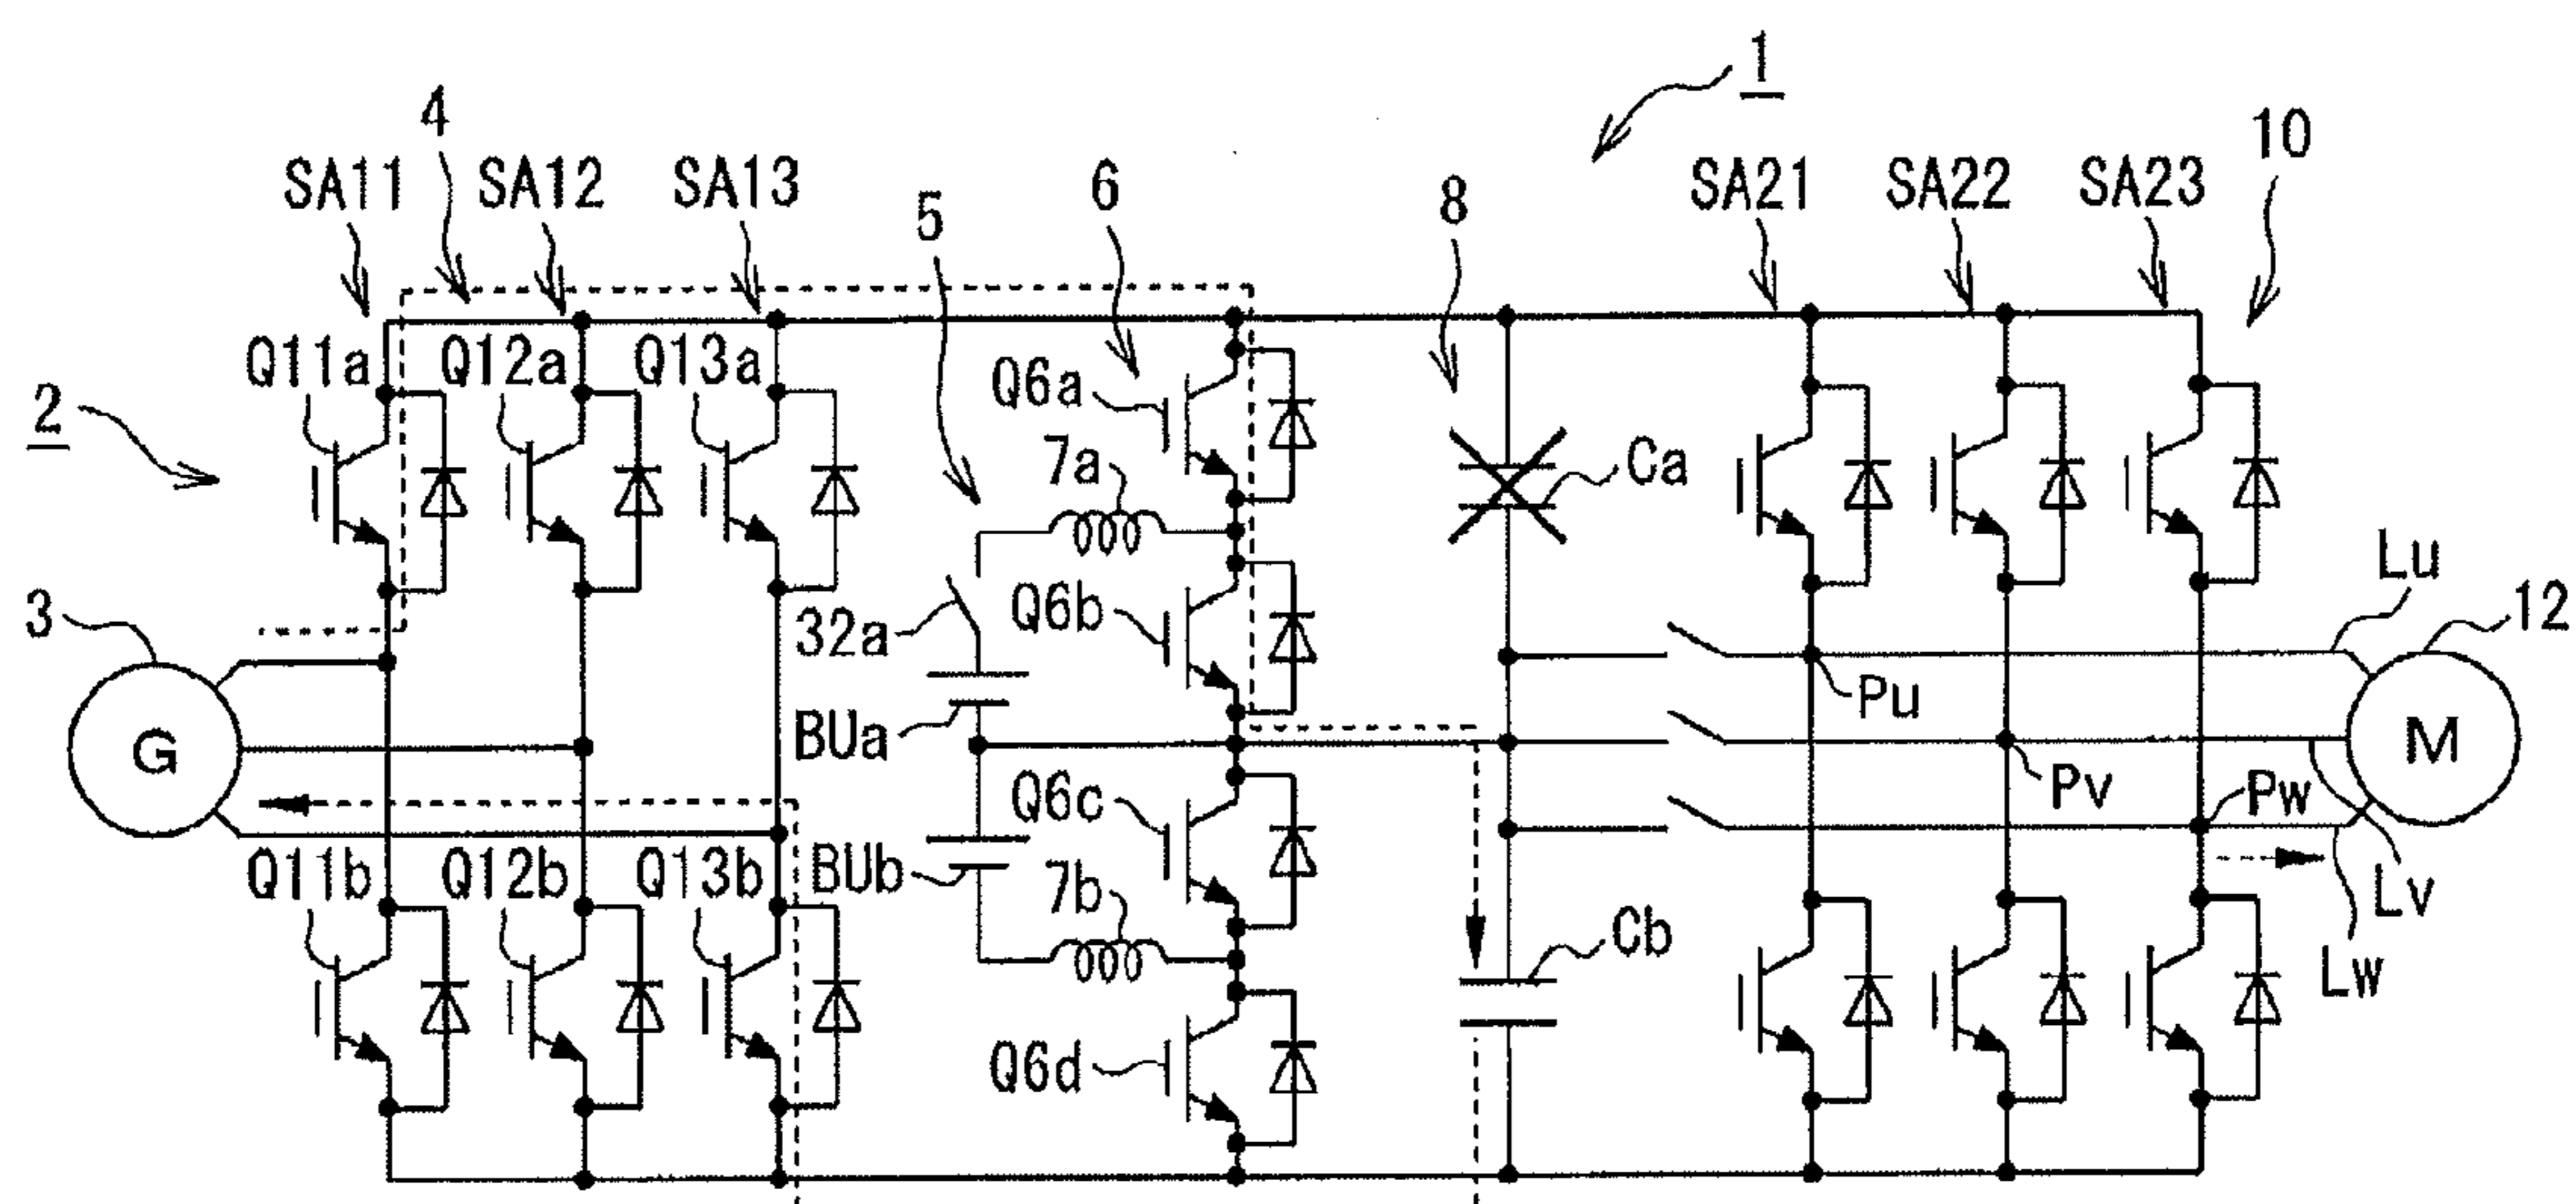 1
4
10
SA11
SA12
SA13
5
6
8
SA21
SA22
SA23
Q11a
Q12a
Q13a
Q6a
2
7a
Ca
Lu
3
32a
Q6b
12
Pu
G
BUa
M
Pv
Pw
Q6c
Q11b
Q12b
Q13b
BUb
7b
Lv
Cb
Lw
Q6d